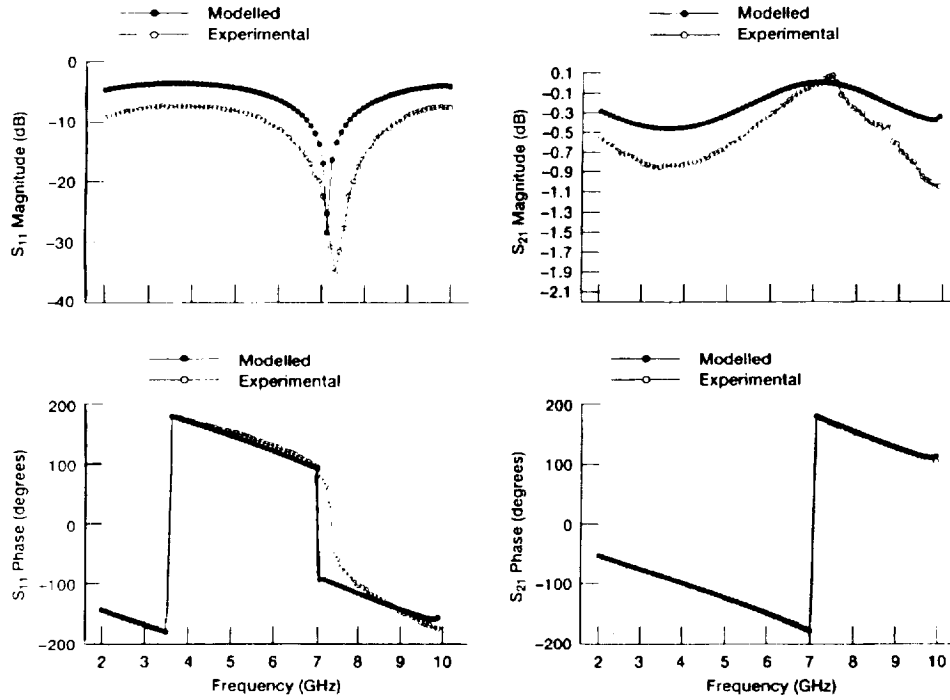 Modelled
Experimental
0
−10
−20
−30
−40
S11 Magnitude (dB)
Modelled
Experimental
0.1
−0.1
−0.3
−0.5
−0.7
−0.9
−1.1
−1.3
−1.5
−1.7
−1.9
−2.1
S21 Magnitude (dB)
Modelled
Experimental
200
100
0
−100
−200
S11 Phase (degrees)
2 3 4 5 6 7 8 9 10
Frequency (GHz)
Modelled
Experimental
200
100
0
−100
−200
S21 Phase (degrees)
2 3 4 5 6 7 8 9 10
Frequency (GHz)